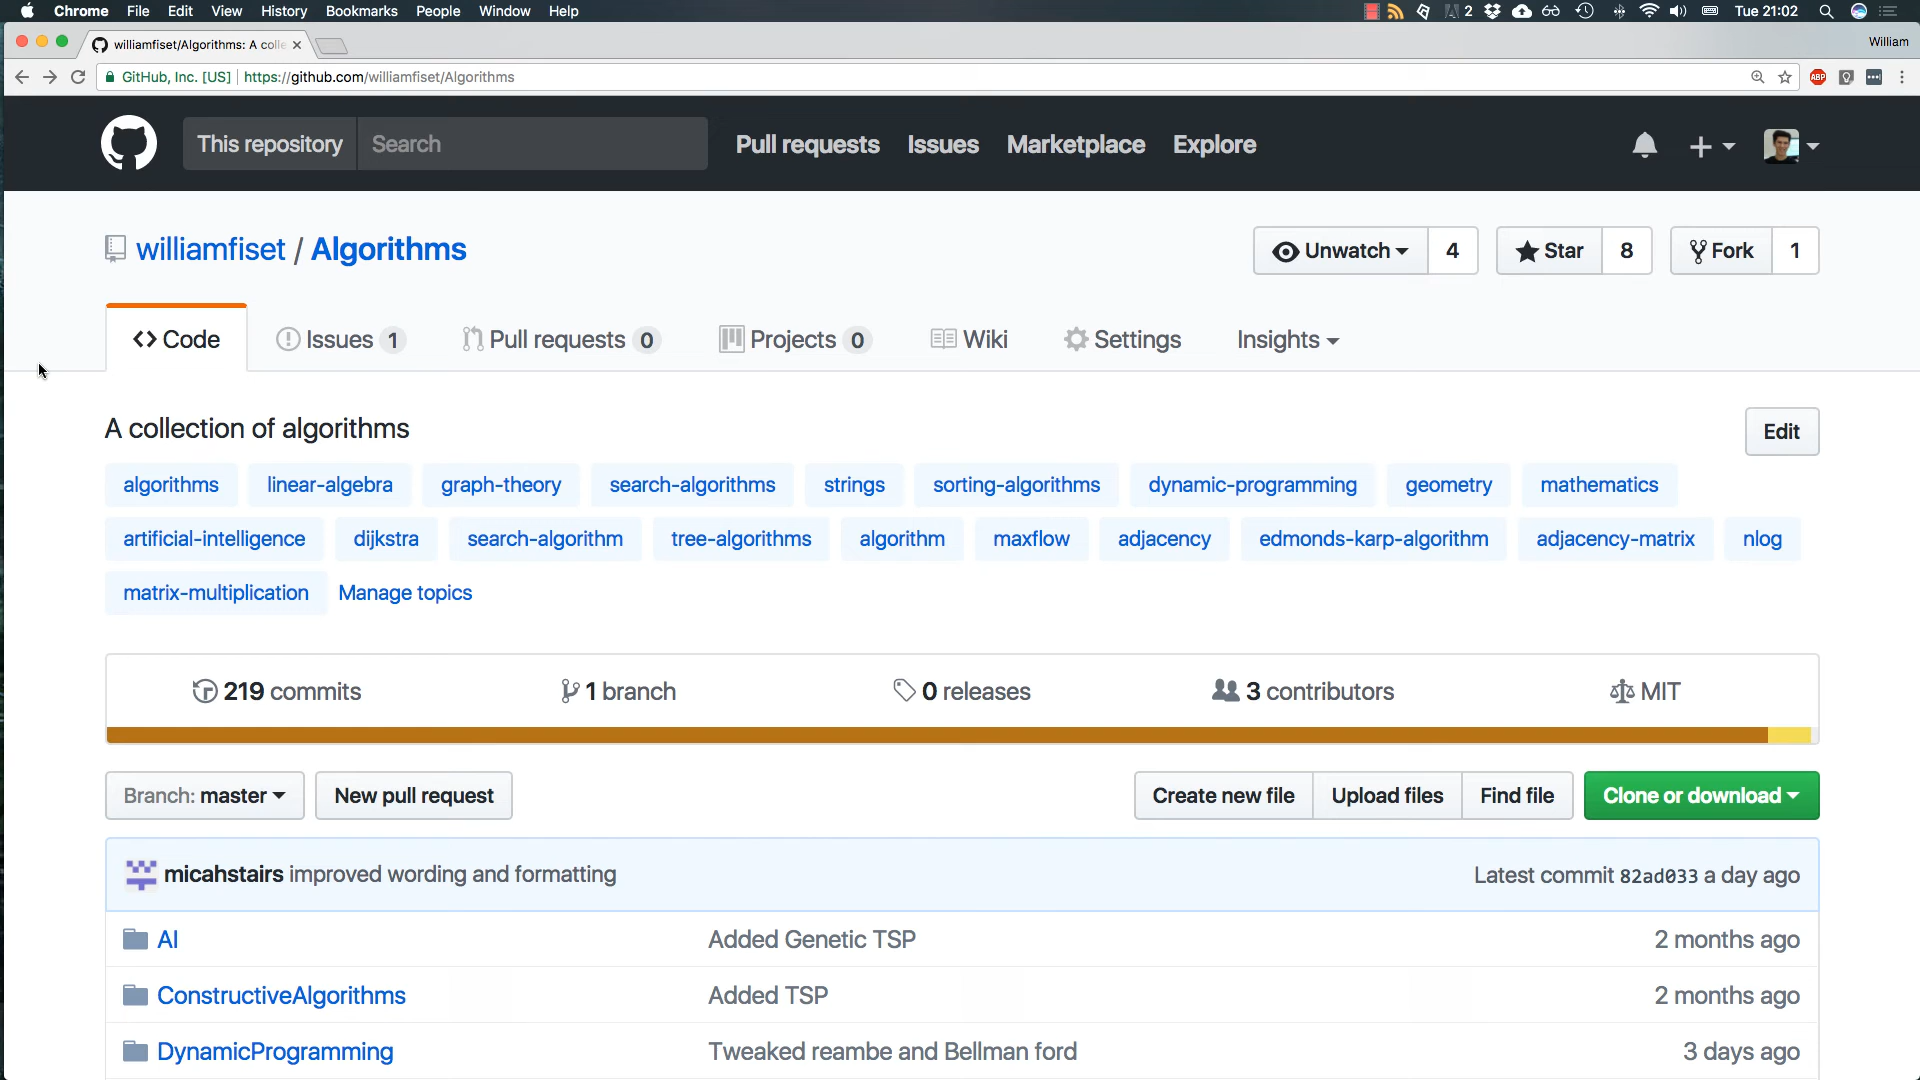 Chrome File Edit View History Bookmarks People Window Help 2 Tue 21:02
williamfiset/Algorithms: A colle William
GitHub, Inc. [US] https://github.com/williamfiset/Algorithms ABP
This repository Search Pull requests Issues Marketplace Explore
williamfiset / Algorithms Unwatch 4 Star 8 Fork 1
Code Issues 1 Pull requests 0 Projects 0 Wiki Settings Insights
A collection of algorithms Edit
algorithms linear-algebra graph-theory search-algorithms strings sorting-algorithms dynamic-programming geometry mathematics
artificial-intelligence dijkstra search-algorithm tree-algorithms algorithm maxflow adjacency edmonds-karp-algorithm adjacency-matrix nlog
matrix-multiplication Manage topics
219 commits 1 branch 0 releases 3 contributors MIT
Branch: master New pull request Create new file Upload files Find file Clone or download
micahstairs improved wording and formatting Latest commit 82ad033 a day ago
AI Added Genetic TSP 2 months ago
ConstructiveAlgorithms Added TSP 2 months ago
DynamicProgramming Tweaked reambe and Bellman ford 3 days ago